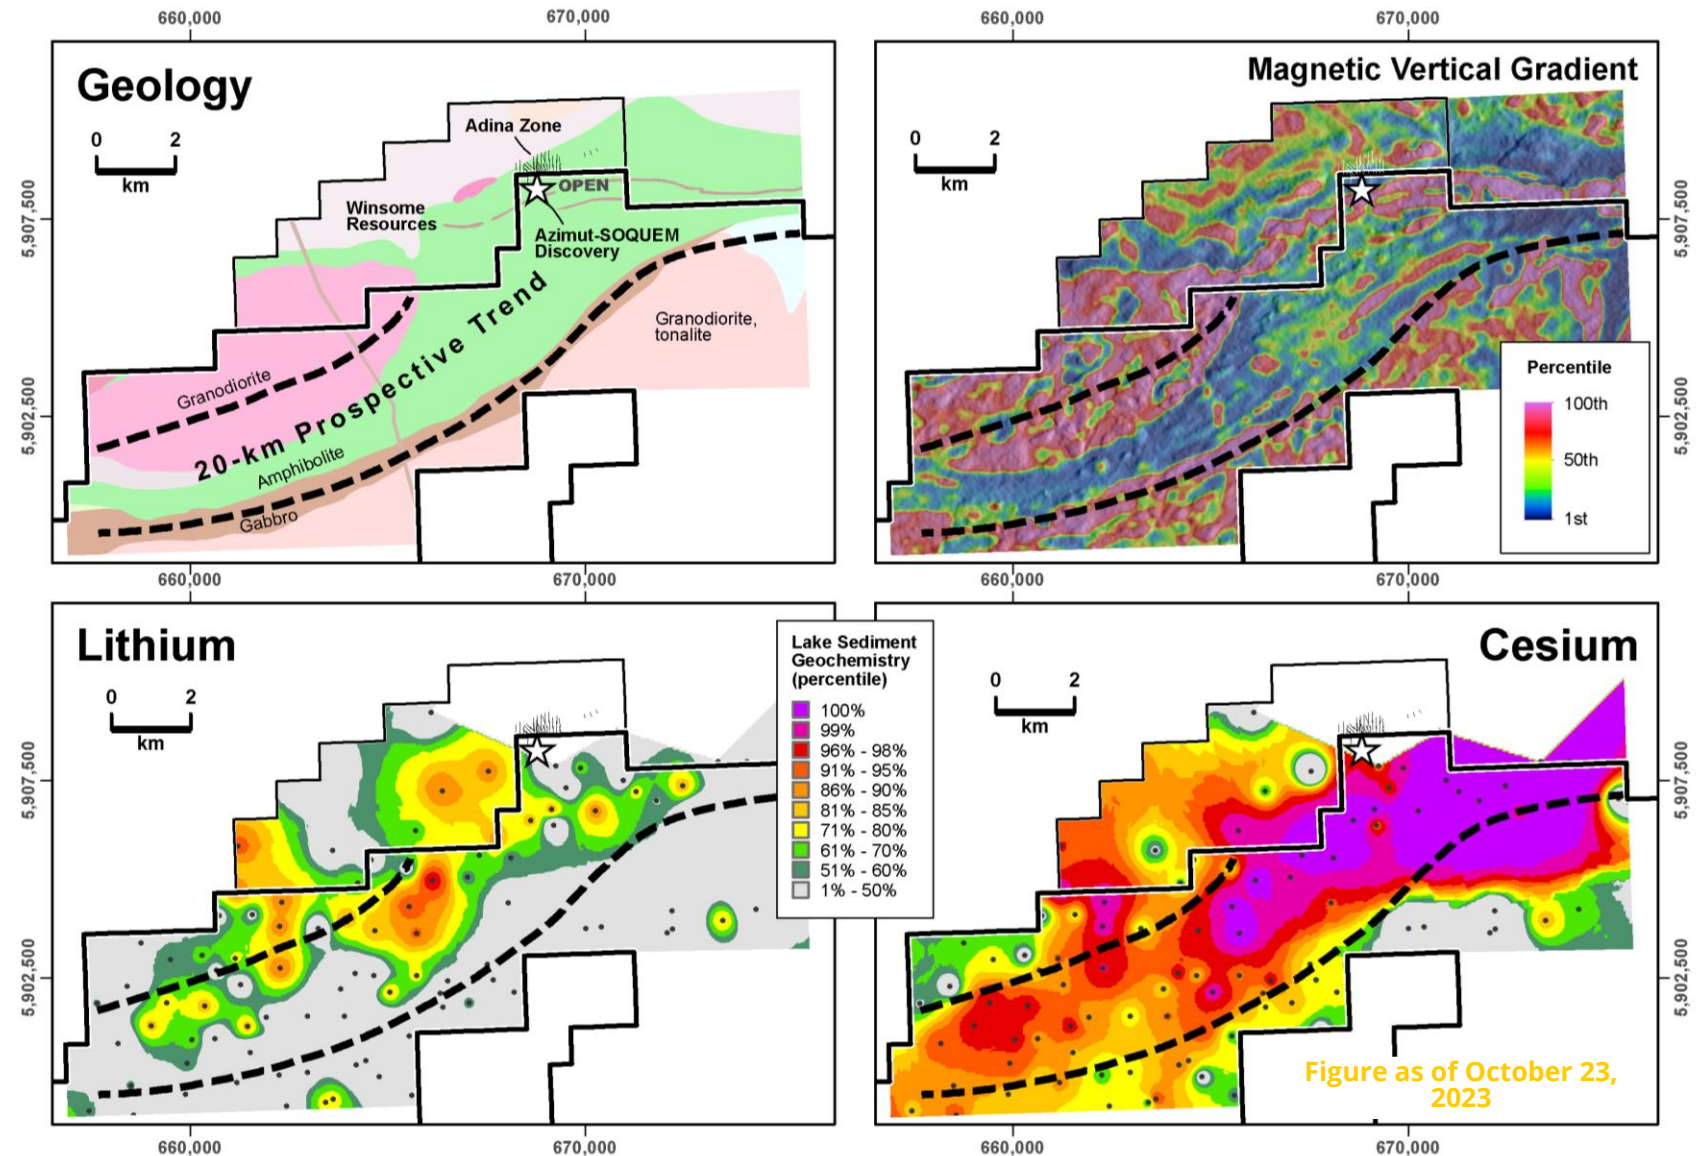 660,000
670,000
660,000
670,000
Geology
0 2
km
Adina Zone
OPEN
Winsome
Resources
Azimut-SOQUEM
Discovery
Granodiorite,
tonalite
Granodiorite
20-km Prospective Trend
Amphibolite
Gabbro
5,907,500
5,902,500
Magnetic Vertical Gradient
0 2
km
Percentile
100th
50th
1st
5,907,500
5,902,500
660,000
670,000
660,000
670,000
Lithium
0 2
km
5,907,500
5,902,500
Lake Sediment
Geochemistry
(percentile)
100%
99%
96% - 98%
91% - 95%
86% - 90%
81% - 85%
71% - 80%
61% - 70%
51% - 60%
1% - 50%
Cesium
0 2
km
5,907,500
5,902,500
Figure as of October 23,
2023
660,000
670,000
660,000
670,000